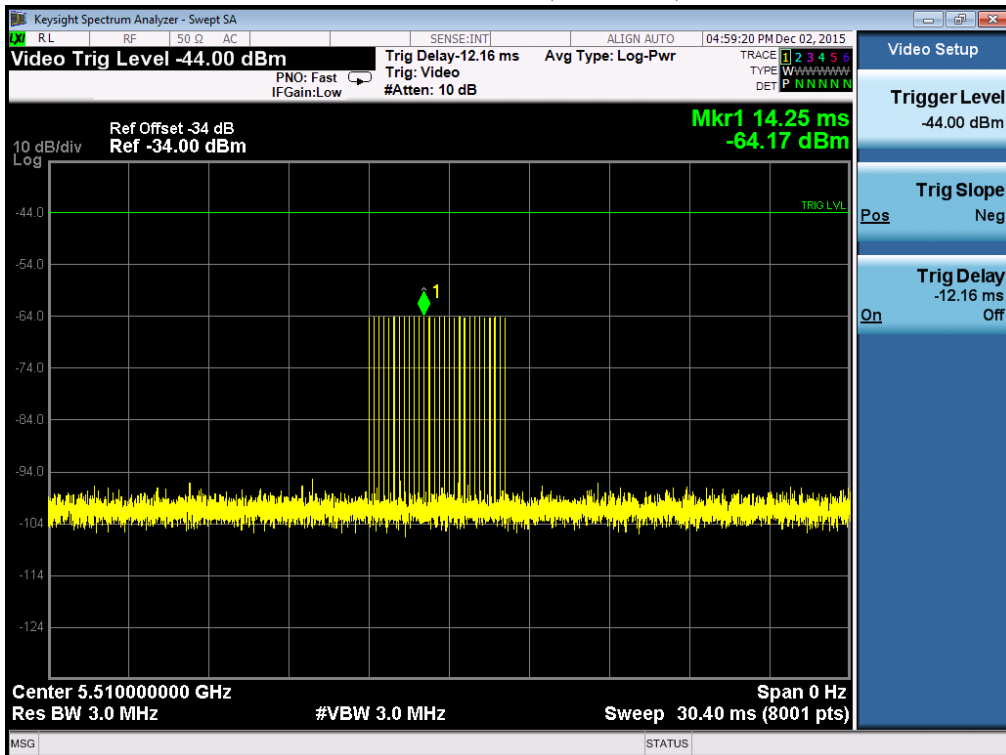 Keysight Spectrum Analyzer - Swept SA
LXI RL RF 50 Ω AC SENSE:INT ALIGN AUTO 04:59:20 PM Dec 02, 2015
Video Trig Level -44.00 dBm
PNO: Fast
IFGain:Low
Trig Delay-12.16 ms
Trig: Video
#Atten: 10 dB
Avg Type: Log-Pwr
TRACE 1 2 3 4 5 6
TYPE WWWWWW
DET P N N N N N
Video Setup
Trigger Level
-44.00 dBm
Trig Slope
Pos Neg
Trig Delay
-12.16 ms
On Off
Mkr1 14.25 ms
-64.17 dBm
Ref Offset -34 dB
10 dB/div Ref -34.00 dBm
Log
TRIG LVL
-44.0
-54.0
1
-64.0
-74.0
-84.0
-94.0
-104
-114
-124
Center 5.510000000 GHz Span 0 Hz
Res BW 3.0 MHz #VBW 3.0 MHz Sweep 30.40 ms (8001 pts)
MSG STATUS